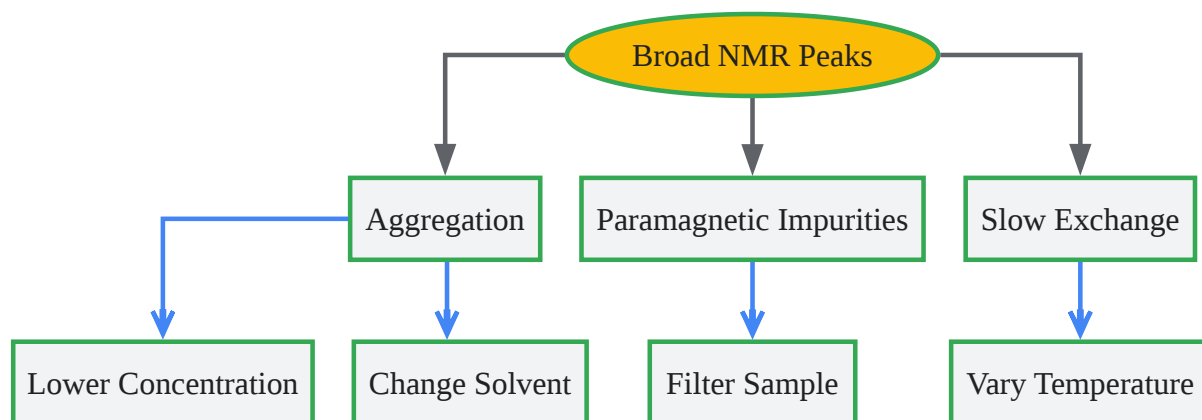 Broad NMR Peaks
Aggregation
Paramagnetic Impurities
Slow Exchange
Lower Concentration
Change Solvent
Filter Sample
Vary Temperature